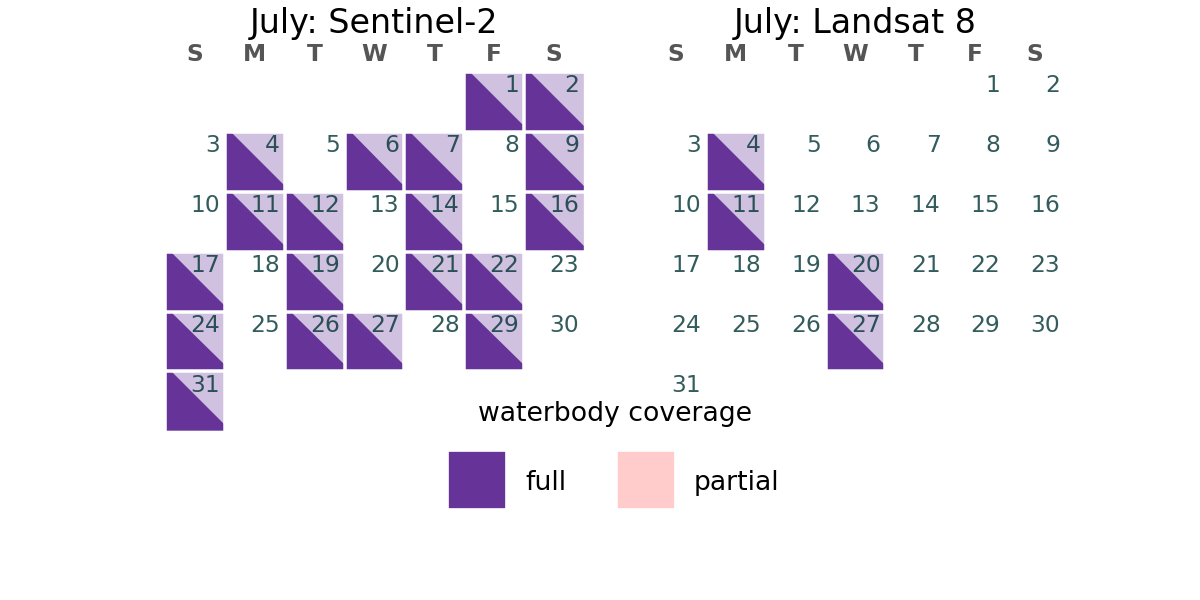 July: Sentinel-2
S M T W T F S
1 2
3 4 5 6 7 8 9
10 11 12 13 14 15 16
17 18 19 20 21 22 23
24 25 26 27 28 29 30
31
July: Landsat 8
S M T W T F S
1 2
3 4 5 6 7 8 9
10 11 12 13 14 15 16
17 18 19 20 21 22 23
24 25 26 27 28 29 30
31
waterbody coverage
full partial